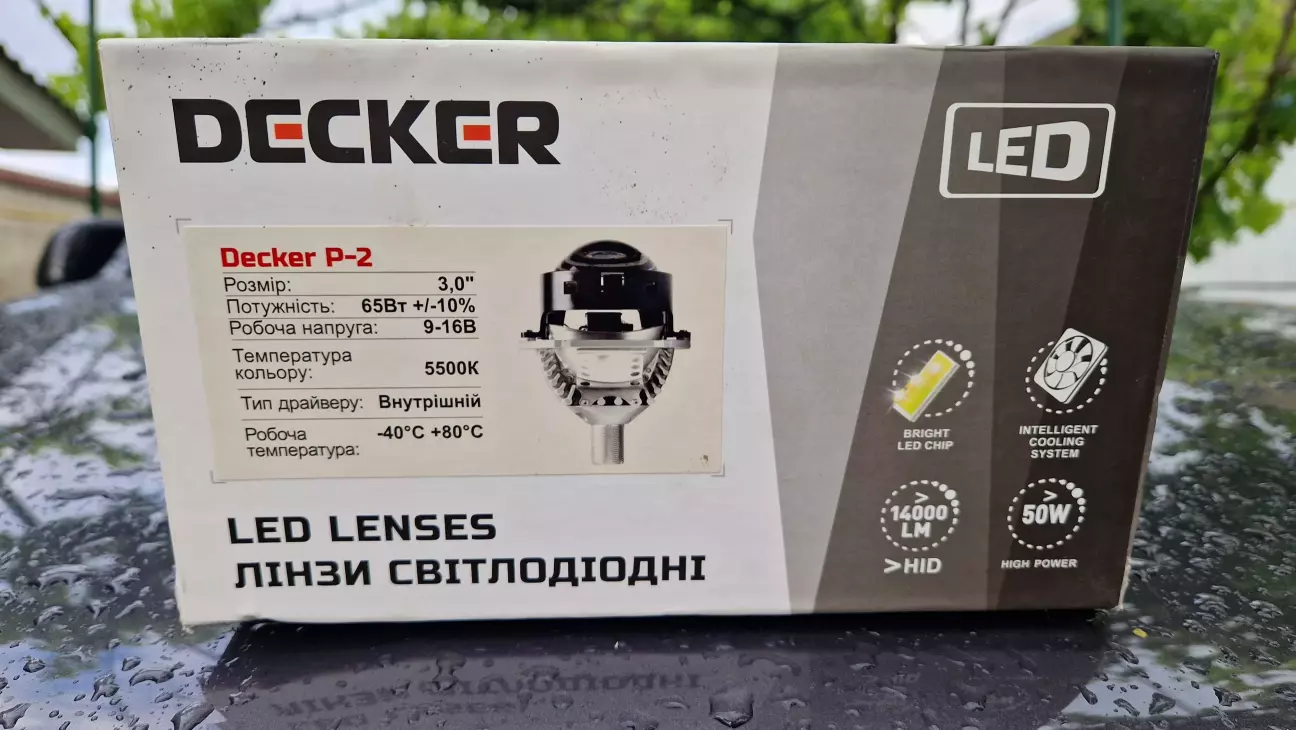 DECKER
LED
Decker P-2
Розмір: 3,0"
Потужність: 65Вт +/-10%
Робоча напруга: 9-16В
Температура
кольору: 5500К
Тип драйверу: Внутрішній
Робоча -40°C +80°C
температура:
LED LENSES
ЛІНЗИ СВІТЛОДІОДНІ
BRIGHT
LED CHIP
INTELLIGENT
COOLING
SYSTEM
>
14000
LM
>HID
>
50W
HIGH POWER